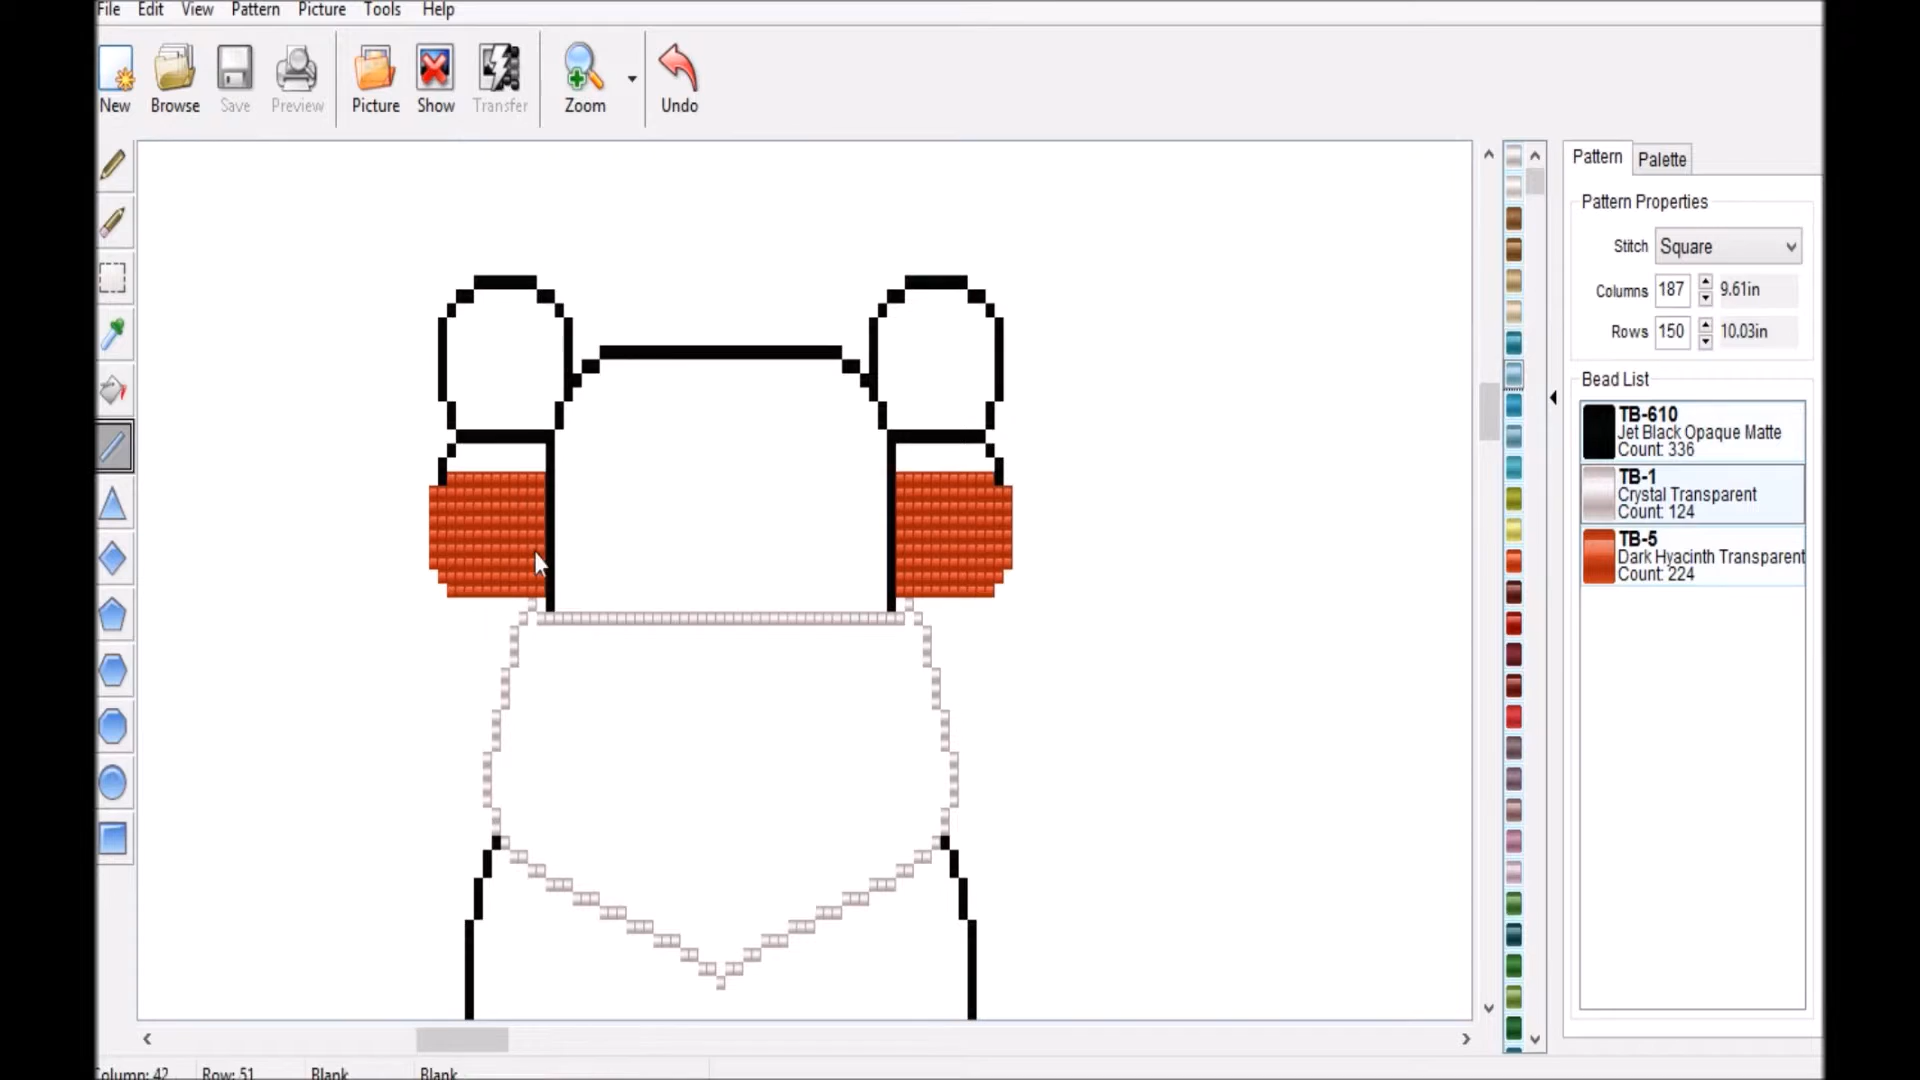 File Edit View Pattern Picture Tools Help
New Browse Save Preview Picture Show Transfer Zoom Undo
Pattern Palette
Pattern Properties
Stitch Square
Columns 187 9.61in
Rows 150 10.03in
Bead List
TB-610
Jet Black Opaque Matte
Count: 336
TB-1
Crystal Transparent
Count: 124
TB-5
Dark Hyacinth Transparent
Count: 224
Column: 42 Row: 51 Blank Blank